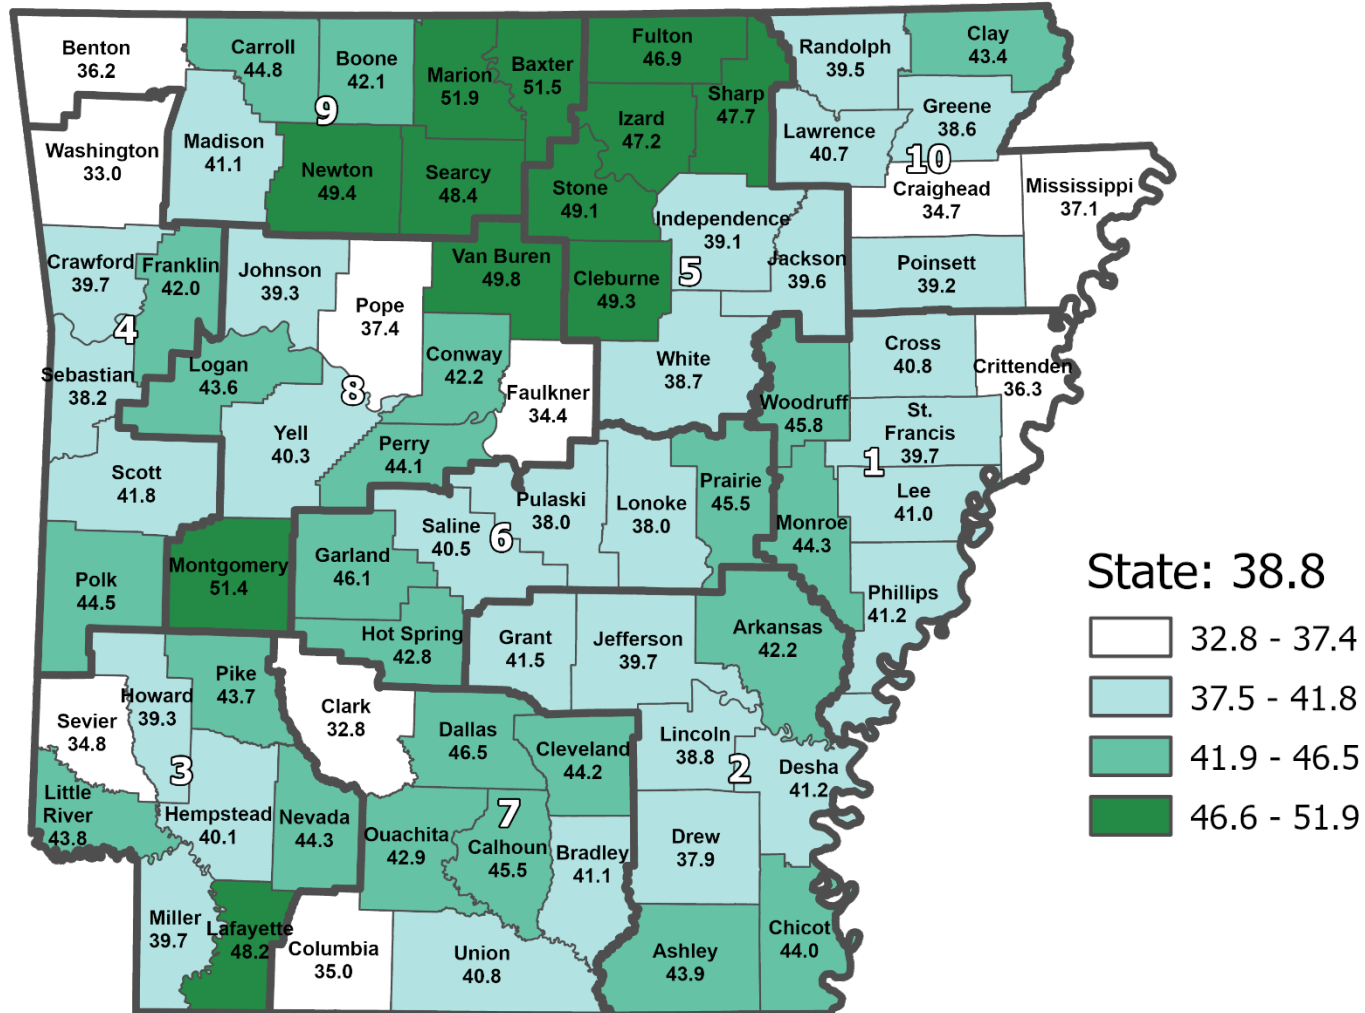 Benton
36.2
Carroll
44.8
Boone
42.1
Marion
51.9
Baxter
51.5
Fulton
46.9
Sharp
47.7
Randolph
39.5
Clay
43.4
Washington
33.0
Madison
41.1
9
Newton
49.4
Searcy
48.4
Izard
47.2
Stone
49.1
Lawrence
40.7
Greene
38.6
10
Craighead
34.7
Mississippi
37.1
Independence
39.1
Jackson
39.6
Poinsett
39.2
5
Crawford
39.7
Franklin
42.0
Johnson
39.3
Pope
37.4
Van Buren
49.8
Cleburne
49.3
4
Sebastian
38.2
Logan
43.6
8
Conway
42.2
Faulkner
34.4
White
38.7
Woodruff
45.8
Cross
40.8
Crittenden
36.3
St.
Francis
39.7
1
Lee
41.0
Scott
41.8
Yell
40.3
Perry
44.1
Pulaski
38.0
Lonoke
38.0
Prairie
45.5
Monroe
44.3
Phillips
41.2
Saline
40.5
6
Garland
46.1
Montgomery
51.4
Polk
44.5
Hot Spring
42.8
Grant
41.5
Jefferson
39.7
Arkansas
42.2
State: 38.8
32.8 - 37.4
37.5 - 41.8
41.9 - 46.5
46.6 - 51.9
Howard
39.3
Pike
43.7
Sevier
34.8
Clark
32.8
Dallas
46.5
Cleveland
44.2
Lincoln
38.8
2
Desha
41.2
3
Little
River
43.8
Hempstead
40.1
Nevada
44.3
Ouachita
42.9
7
Calhoun
45.5
Bradley
41.1
Drew
37.9
Miller
39.7
Lafayette
48.2
Columbia
35.0
Union
40.8
Ashley
43.9
Chicot
44.0